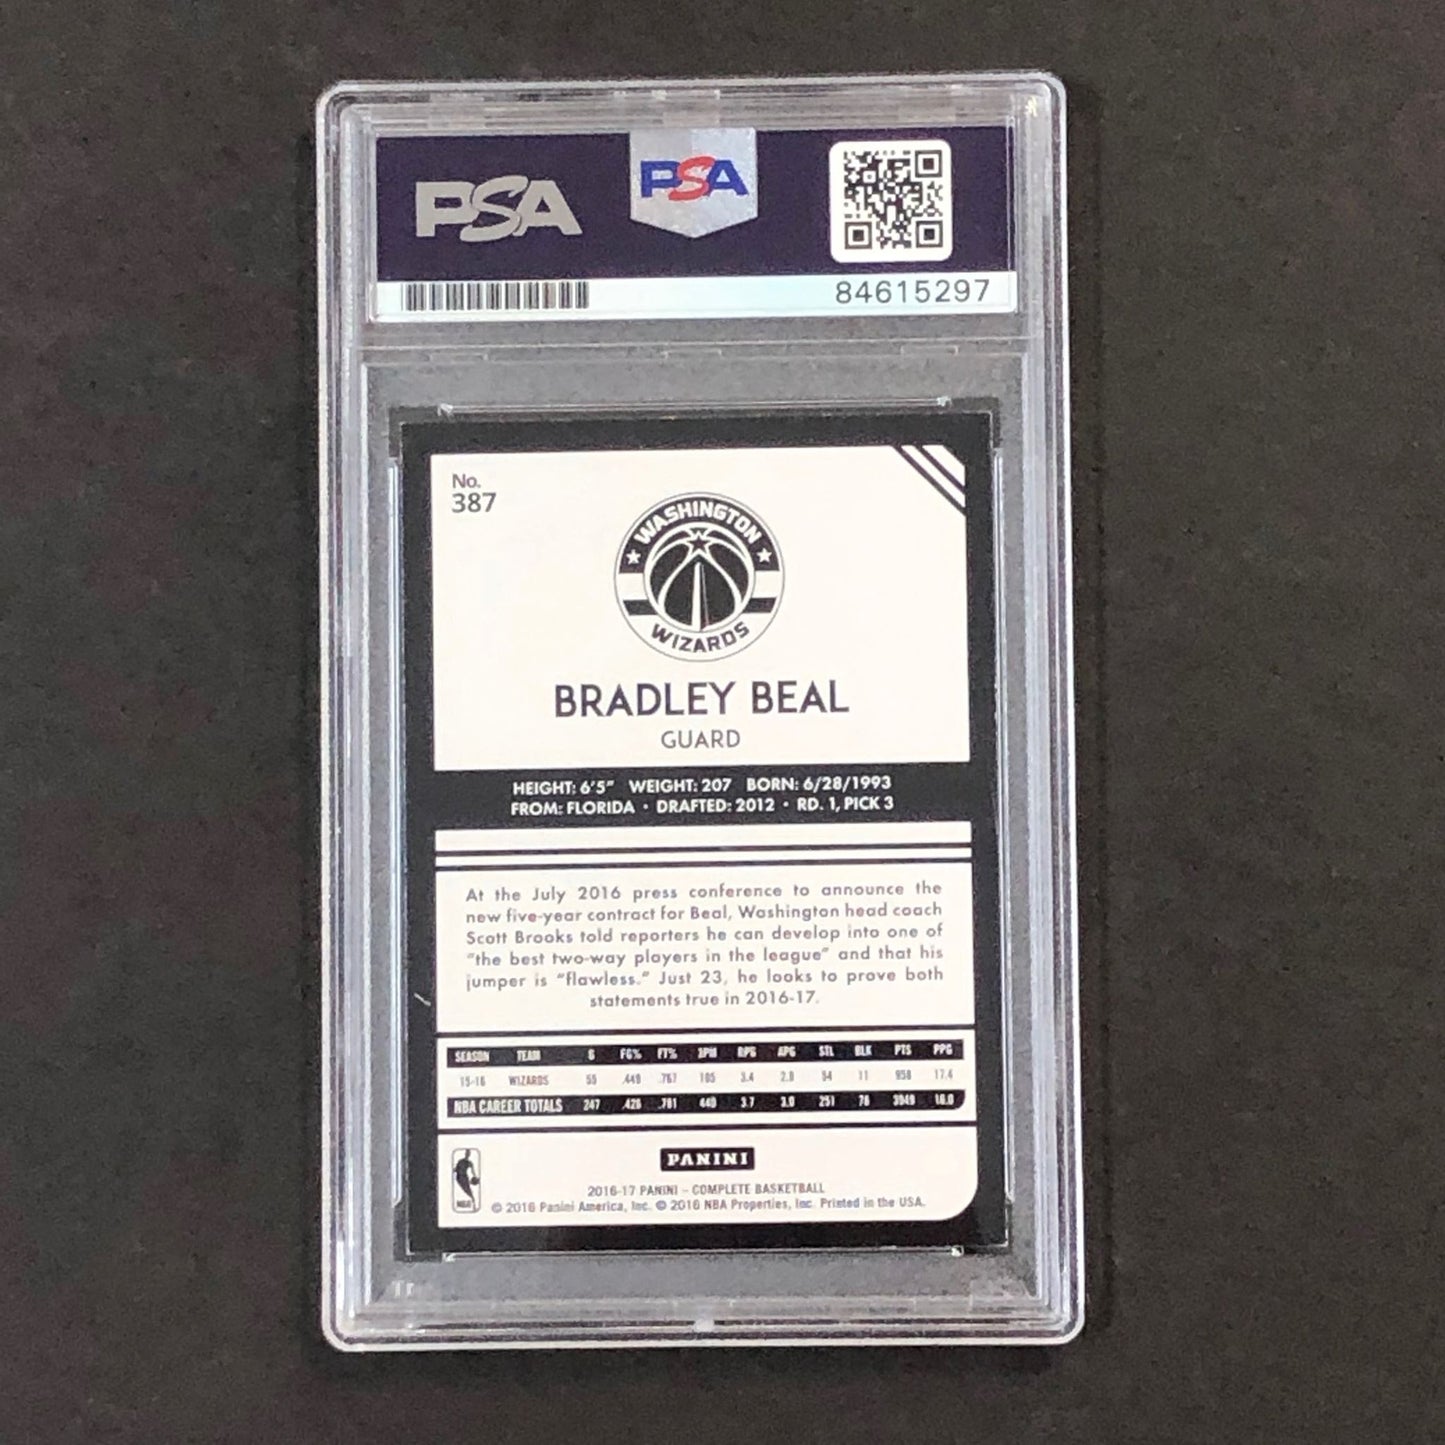 PSA PSA
84615297
No.
387
WASHINGTON
WIZARDS
BRADLEY BEAL
GUARD
HEIGHT: 6'5" WEIGHT: 207 BORN: 6/28/1993
FROM: FLORIDA • DRAFTED: 2012 • RD. 1, PICK 3
At the July 2016 press conference to announce the
new five-year contract for Beal, Washington head coach
Scott Brooks told reporters he can develop into one of
"the best two-way players in the league" and that his
jumper is "flawless." Just 23, he looks to prove both
statements true in 2016-17.
SEASON TEAM G FG% FT% 3PM RPG APG STL BLK PTS PPG
15-16 WIZARDS 55 .449 .767 105 3.4 2.8 54 11 958 17.4
NBA CAREER TOTALS 247 .426 .781 440 3.7 3.0 251 76 3949 16.0
PANINI
2016-17 PANINI – COMPLETE BASKETBALL
© 2016 Panini America, Inc. © 2016 NBA Properties, Inc. Printed in the USA.
NBA